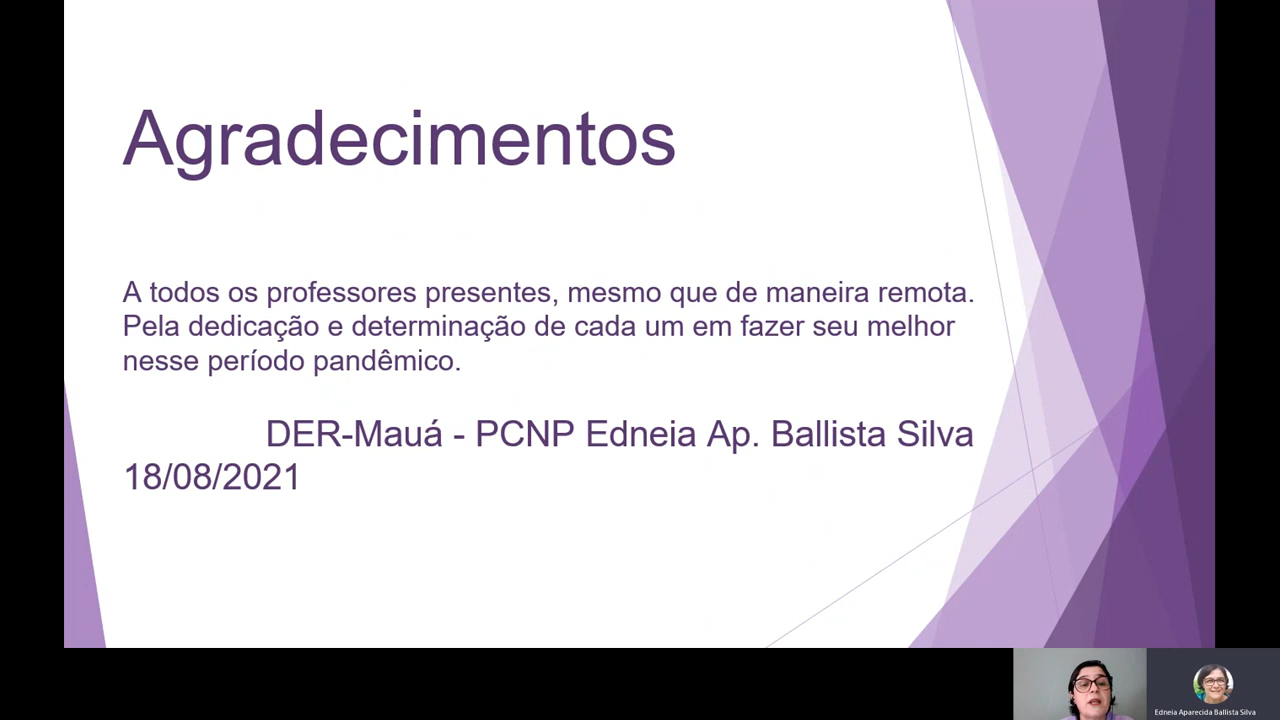 Agradecimentos
A todos os professores presentes, mesmo que de maneira remota.
Pela dedicação e determinação de cada um em fazer seu melhor
nesse período pandêmico.
DER-Mauá - PCNP Edneia Ap. Ballista Silva
18/08/2021
Edneia Aparecida Ballista Silva